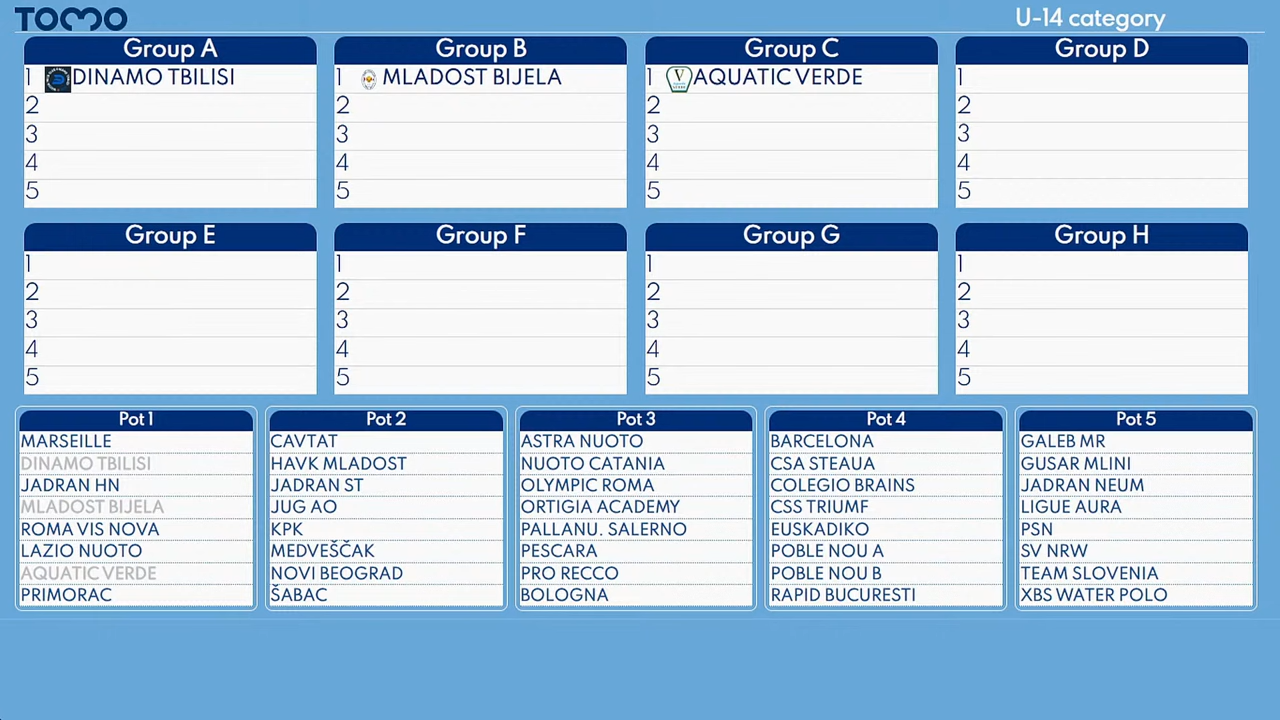 TOMO
U-14 category
Group A
1 DINAMO TBILISI
2
3
4
5
Group B
1 MLADOST BIJELA
2
3
4
5
Group C
1 AQUATIC VERDE
2
3
4
5
Group D
1
2
3
4
5
Group E
1
2
3
4
5
Group F
1
2
3
4
5
Group G
1
2
3
4
5
Group H
1
2
3
4
5
Pot 1
MARSEILLE
DINAMO TBILISI
JADRAN HN
MLADOST BIJELA
ROMA VIS NOVA
LAZIO NUOTO
AQUATIC VERDE
PRIMORAC
Pot 2
CAVTAT
HAVK MLADOST
JADRAN ST
JUG AO
KPK
MEDVEŠČAK
NOVI BEOGRAD
ŠABAC
Pot 3
ASTRA NUOTO
NUOTO CATANIA
OLYMPIC ROMA
ORTIGIA ACADEMY
PALLANU. SALERNO
PESCARA
PRO RECCO
BOLOGNA
Pot 4
BARCELONA
CSA STEAUA
COLEGIO BRAINS
CSS TRIUMF
EUSKADIKO
POBLE NOU A
POBLE NOU B
RAPID BUCURESTI
Pot 5
GALEB MR
GUSAR MLINI
JADRAN NEUM
LIGUE AURA
PSN
SV NRW
TEAM SLOVENIA
XBS WATER POLO